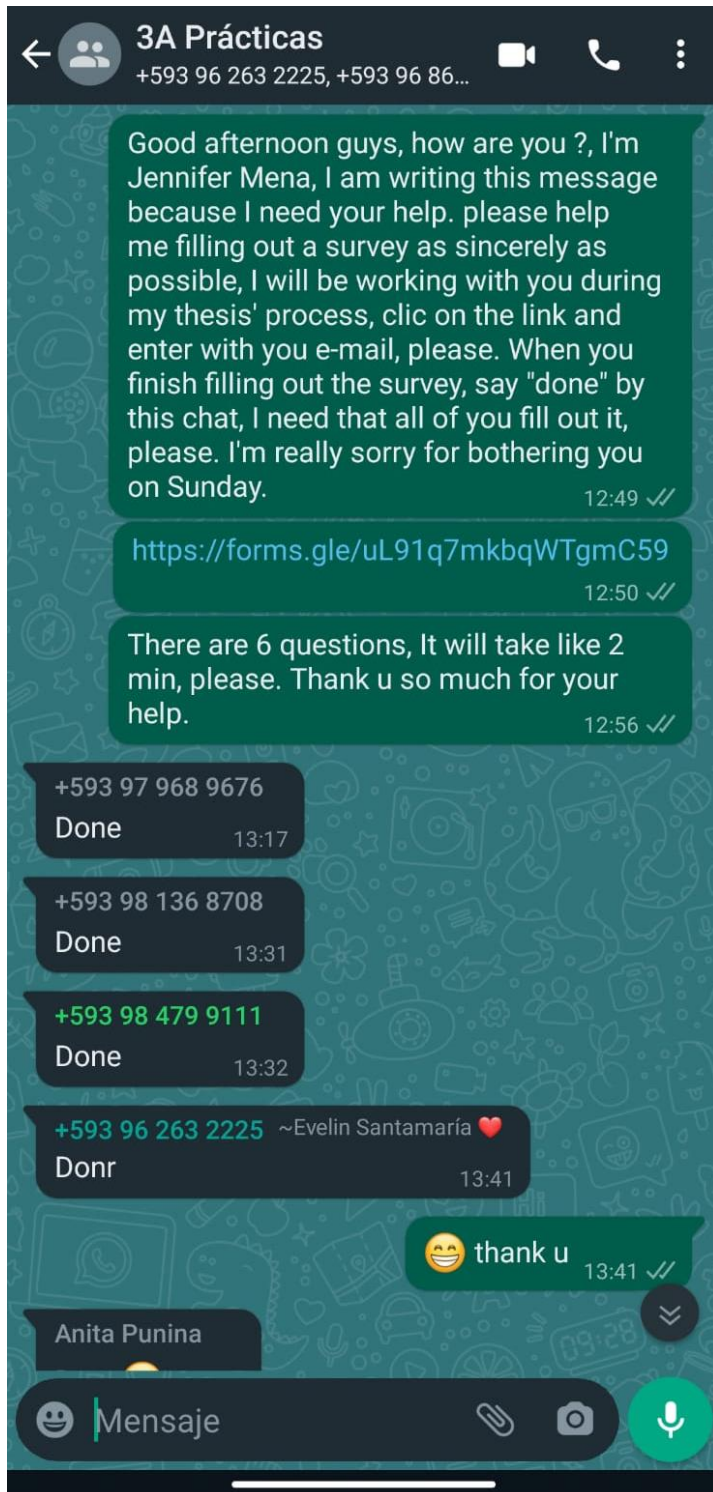 3A Prácticas
+593 96 263 2225, +593 96 86...
Good afternoon guys, how are you ?, I'm
Jennifer Mena, I am writing this message
because I need your help. please help
me filling out a survey as sincerely as
possible, I will be working with you during
my thesis' process, clic on the link and
enter with you e-mail, please. When you
finish filling out the survey, say "done" by
this chat, I need that all of you fill out it,
please. I'm really sorry for bothering you
on Sunday.
12:49
https://forms.gle/uL91q7mkbqWTgmC59
12:50
There are 6 questions, It will take like 2
min, please. Thank u so much for your
help.
12:56
+593 97 968 9676
Done 13:17
+593 98 136 8708
Done 13:31
+593 98 479 9111
Done 13:32
+593 96 263 2225 ~Evelin Santamaría ❤️
Donr 13:41
😁 thank u 13:41
Anita Punina
Mensaje